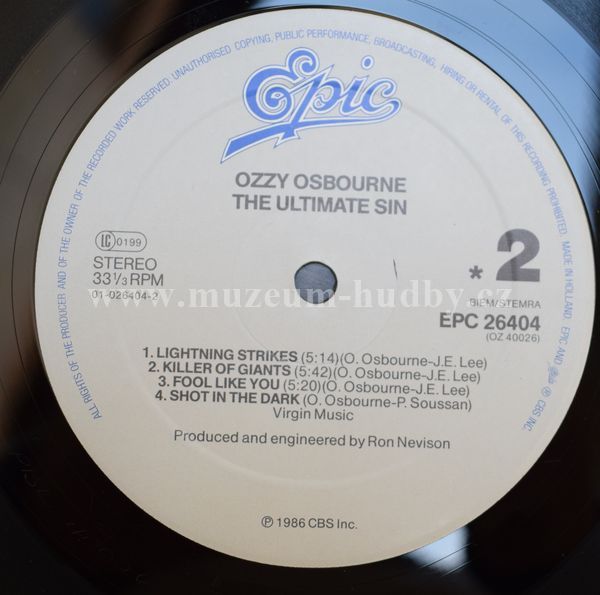 ALL RIGHTS OF THE PRODUCER AND OF THE OWNER OF THE RECORDED WORK RESERVED. UNAUTHORISED COPYING, PUBLIC PERFORMANCE, BROADCASTING, HIRING OR RENTAL OF THIS RECORDING PROHIBITED. MADE IN HOLLAND. EPIC AND Epic ® CBS INC.
Epic
OZZY OSBOURNE
THE ULTIMATE SIN
LC 0199
STEREO
33 1/3 RPM
01-026404-2
* 2
BIEM/STEMRA
EPC 26404
(OZ 40026)
www.muzeum-hudby.cz
1. LIGHTNING STRIKES (5:14)(O. Osbourne-J.E. Lee)
2. KILLER OF GIANTS (5:42)(O. Osbourne-J.E. Lee)
3. FOOL LIKE YOU (5:20)(O. Osbourne-J.E. Lee)
4. SHOT IN THE DARK (O. Osbourne-P. Soussan)
Virgin Music
Produced and engineered by Ron Nevison
℗ 1986 CBS Inc.